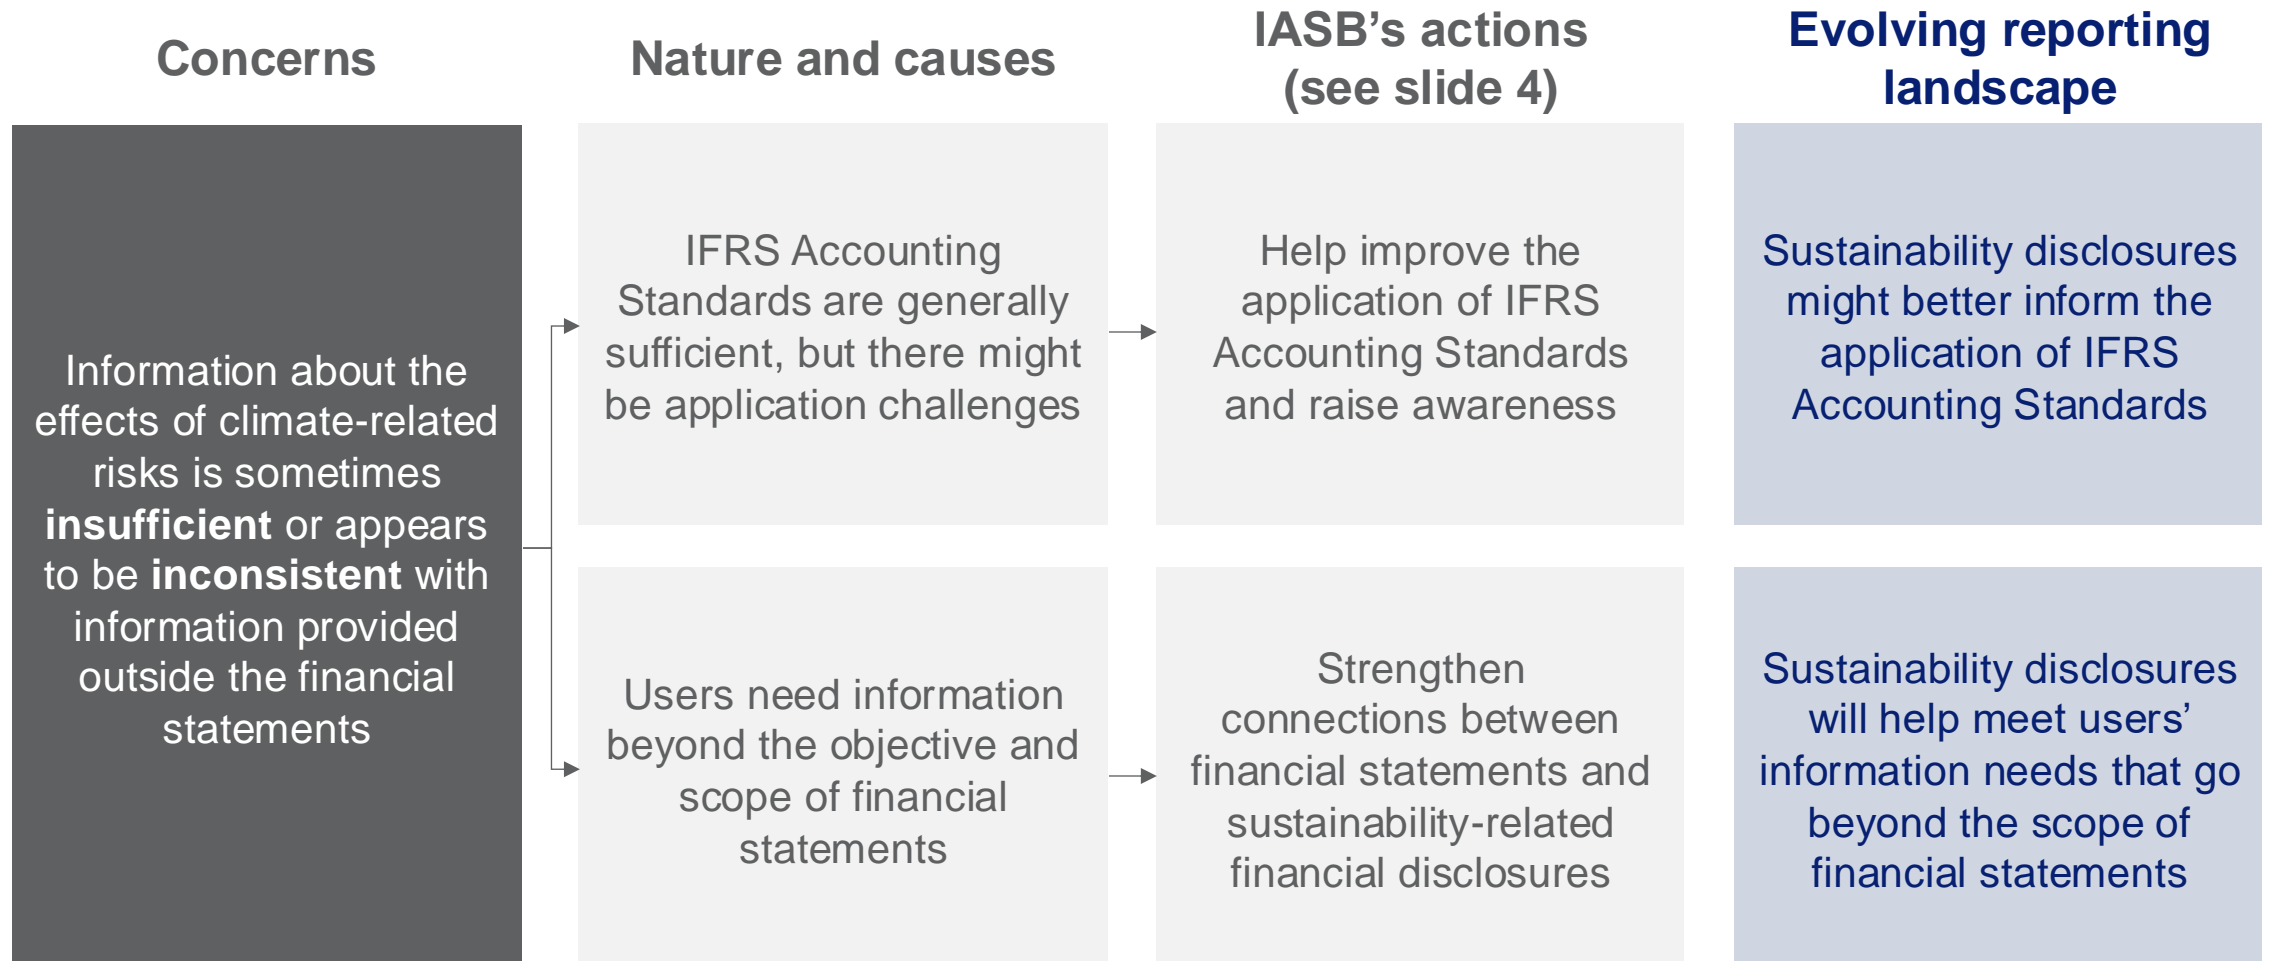 Concerns
Nature and causes
IASB’s actions
(see slide 4)
Evolving reporting
landscape
Information about the
effects of climate-related
risks is sometimes
insufficient or appears
to be inconsistent with
information provided
outside the financial
statements
IFRS Accounting
Standards are generally
sufficient, but there might
be application challenges
Help improve the
application of IFRS
Accounting Standards
and raise awareness
Sustainability disclosures
might better inform the
application of IFRS
Accounting Standards
Users need information
beyond the objective and
scope of financial
statements
Strengthen
connections between
financial statements and
sustainability-related
financial disclosures
Sustainability disclosures
will help meet users’
information needs that go
beyond the scope of
financial statements